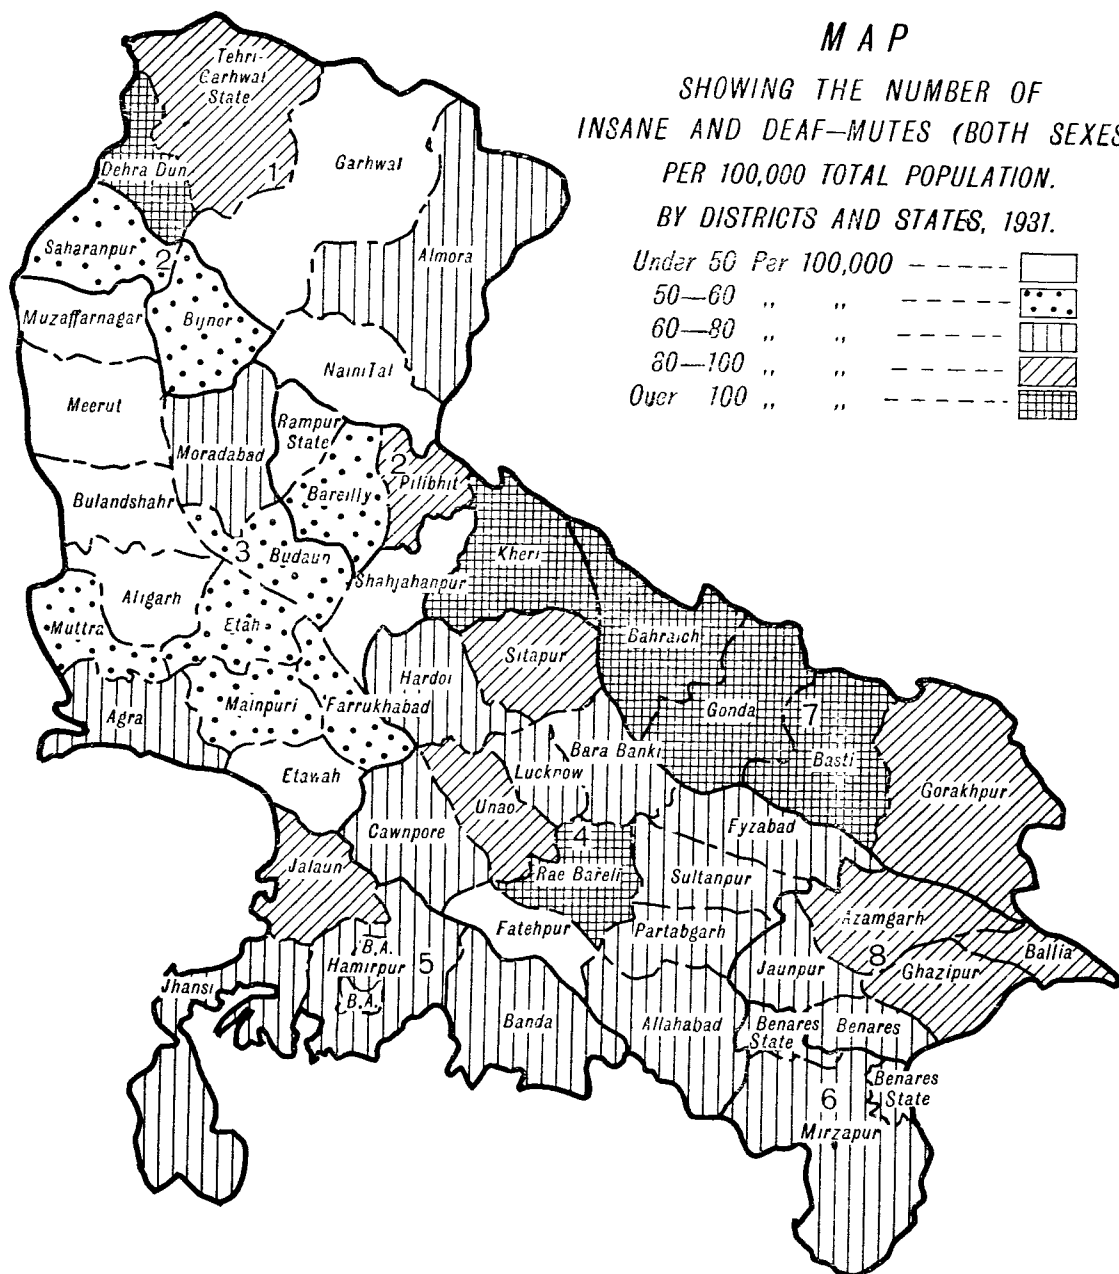 MAP
SHOWING THE NUMBER OF
INSANE AND DEAF-MUTES (BOTH SEXES
PER 100,000 TOTAL POPULATION.
BY DISTRICTS AND STATES, 1931.
Under 50 Per 100,000
50—60 " "
60—80 " "
80—100 " "
Over 100 " "
Tehri-
Garhwal
State
1
Garhwal
Dehra Dun
Saharanpur
2
Almora
Muzaffarnagar
Bijnor
Naini Tal
Meerut
Rampur
State
Moradabad
2
Pilibhit
Bareilly
Bulandshahr
3
Budaun
Kheri
Shahjahanpur
Aligarh
Muttra
Etah
Bahraich
Sitapur
Hardoi
Agra
Mainpuri
Farrukhabad
Gonda
7
Basti
Etawah
Bara Banki
Lucknow
Gorakhpur
Unao
Cawnpore
4
Fyzabad
Jalaun
Rae Bareli
Sultanpur
Fatehpur
Partabgarh
Azamgarh
B.A.
Hamirpur
5
B.A.
Jhansi
Jaunpur
8
Ghazipur
Ballia
Banda
Allahabad
Benares
State
Benares
Benares
State
6
Mirzapur